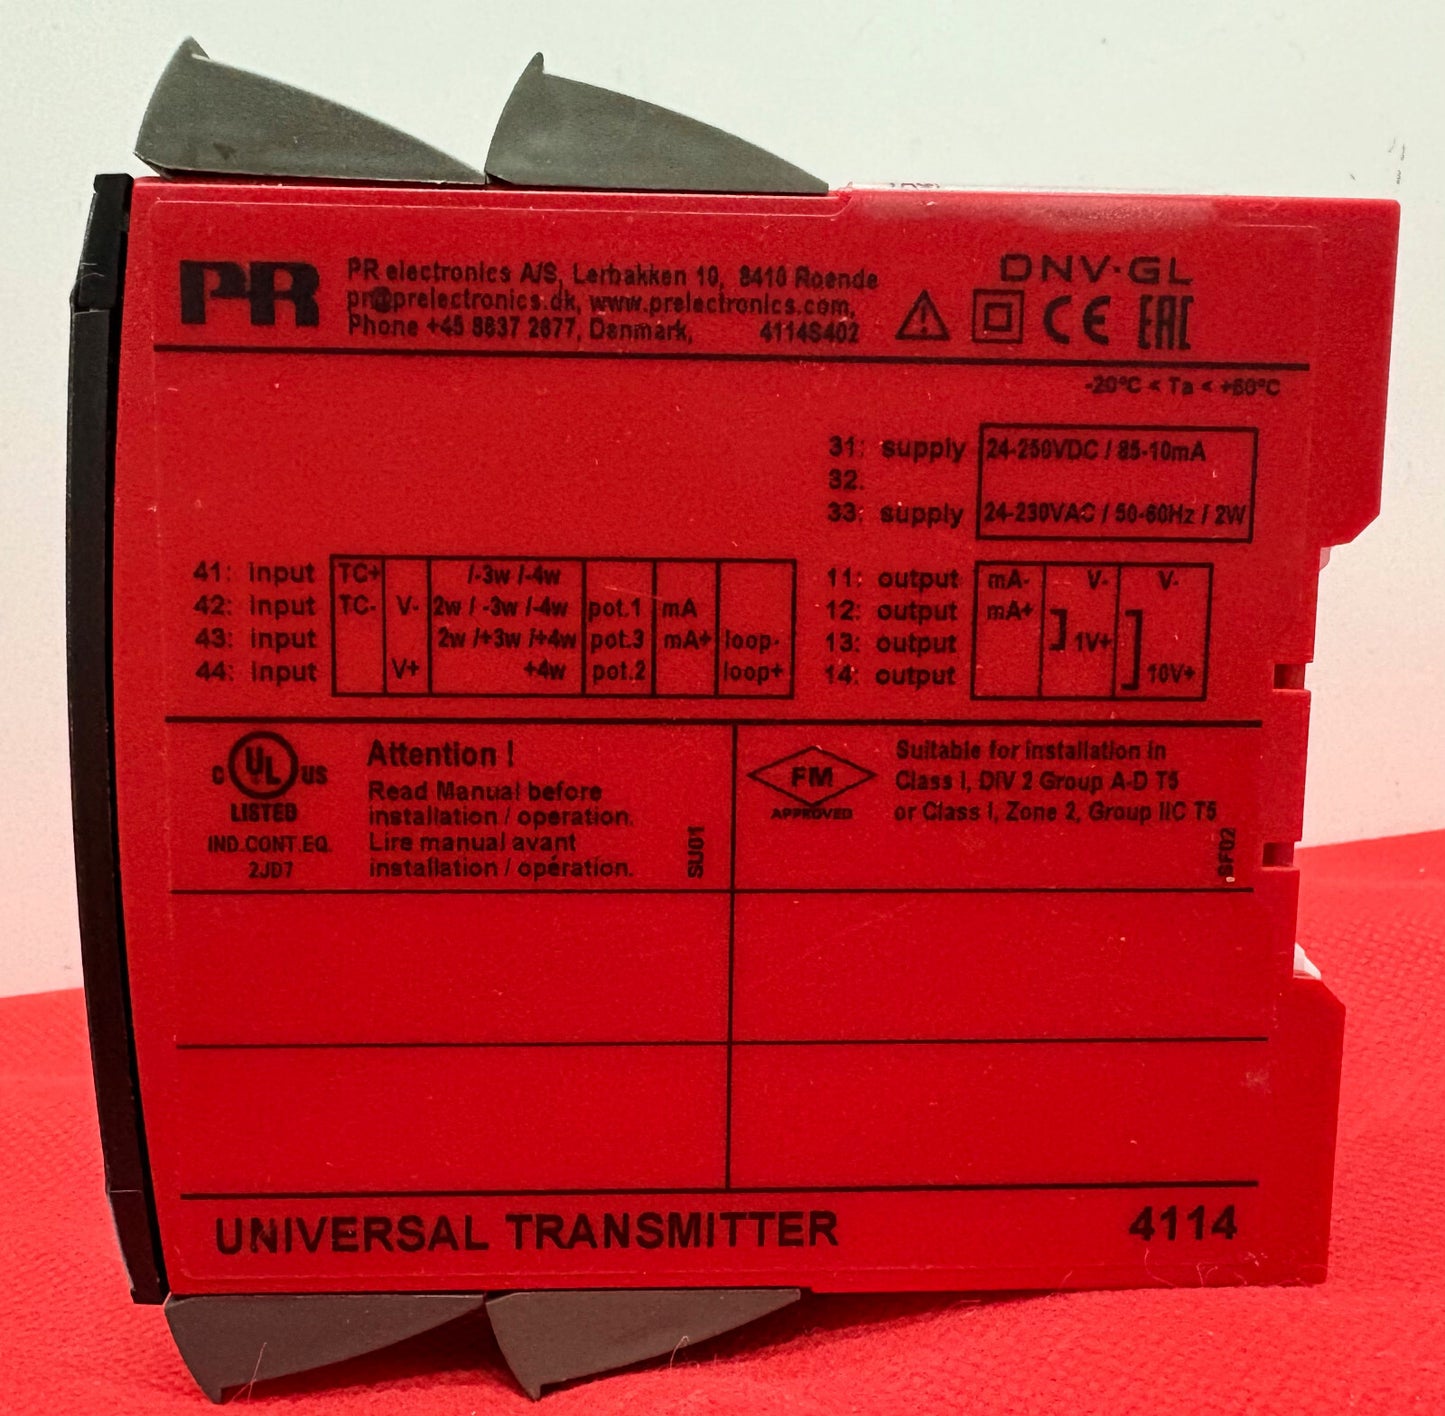 PR
PR electronics A/S, Lerbakken 10, 8410 Roende
pr@prelectronics.dk, www.prelectronics.com,
Phone +45 8637 2677, Denmark, 4114S402
DNV·GL
CE EAC
-20°C < Ta < +60°C
31: supply 24-250VDC / 85-10mA
32:
33: supply 24-230VAC / 50-60Hz / 2W
41: input TC+ /-3w /-4w
42: input TC- V- 2w / -3w /-4w pot.1 mA
43: input 2w /+3w /+4w pot.3 mA+ loop-
44: input V+ +4w pot.2 loop+
11: output mA- V- V-
12: output mA+
13: output 1V+
14: output 10V+
C UL US
LISTED
IND.CONT.EQ.
2JD7
Attention !
Read Manual before
installation / operation.
Lire manual avant
installation / opération.
SU01
FM
APPROVED
Suitable for installation in
Class I, DIV 2 Group A-D T5
or Class I, Zone 2, Group IIC T5
SF02
UNIVERSAL TRANSMITTER 4114